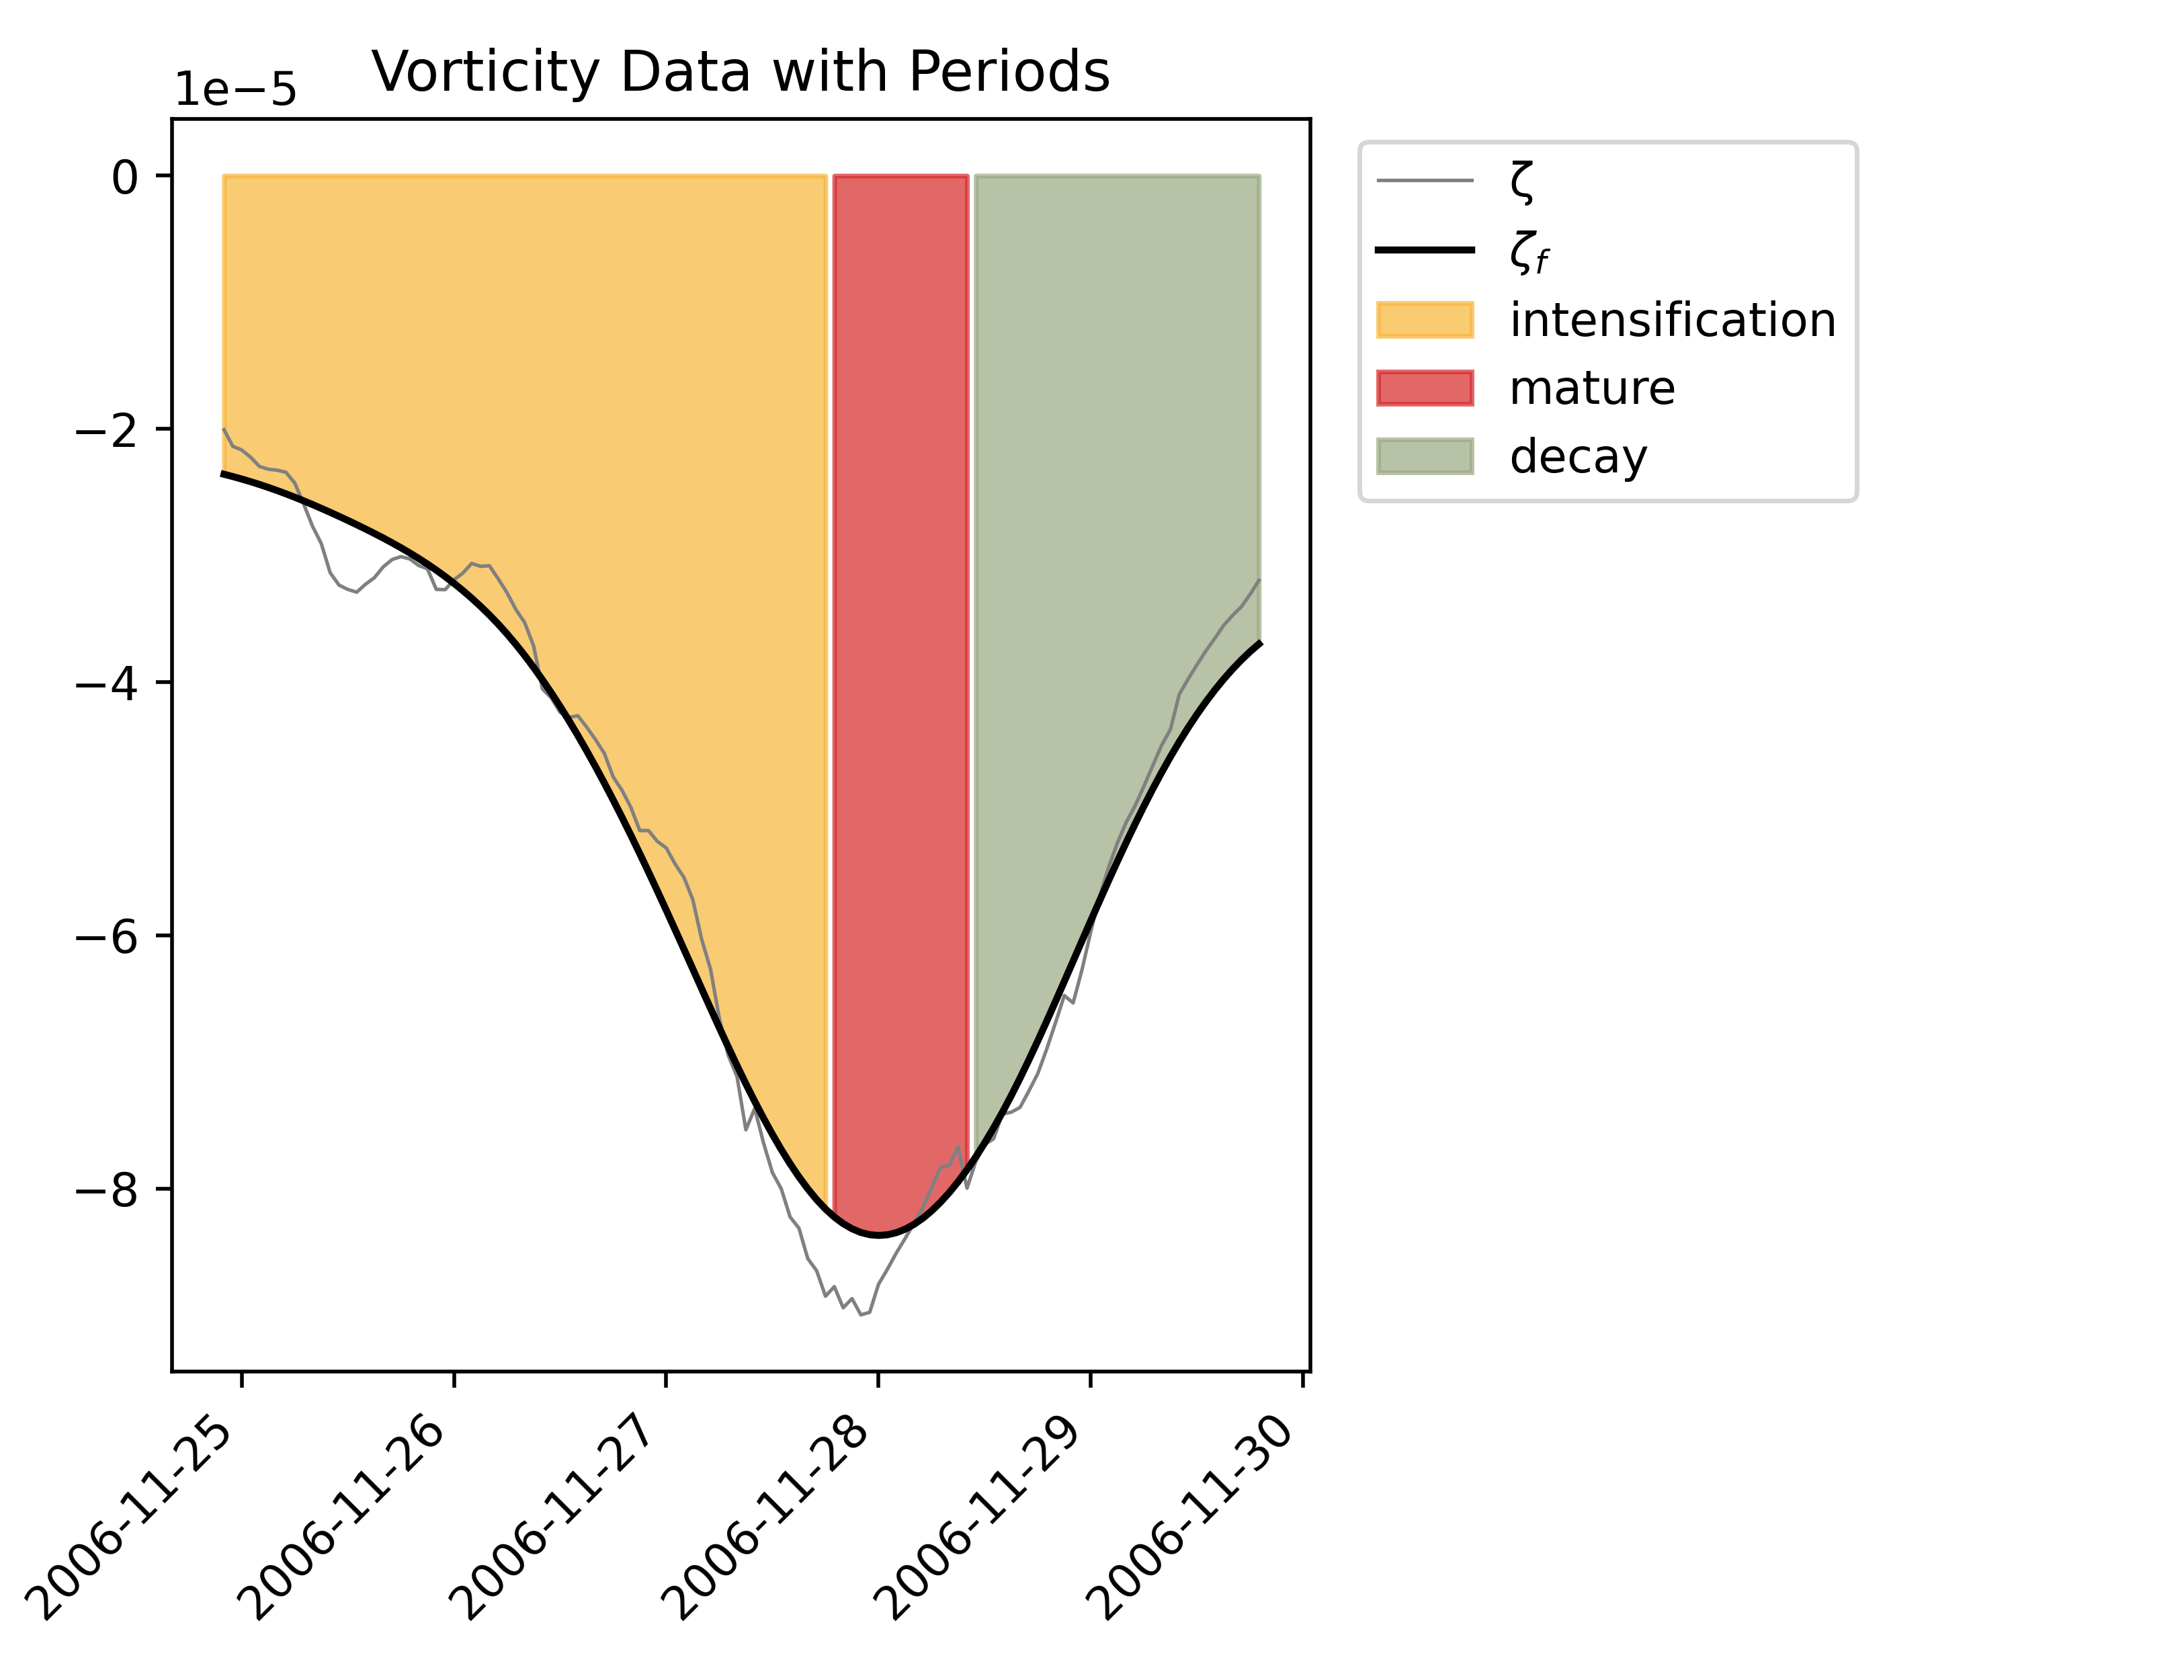 Vorticity Data with Periods
1e−5
0
−2
−4
−6
−8
2006-11-25
2006-11-26
2006-11-27
2006-11-28
2006-11-29
2006-11-30
ζ
ζf
intensification
mature
decay